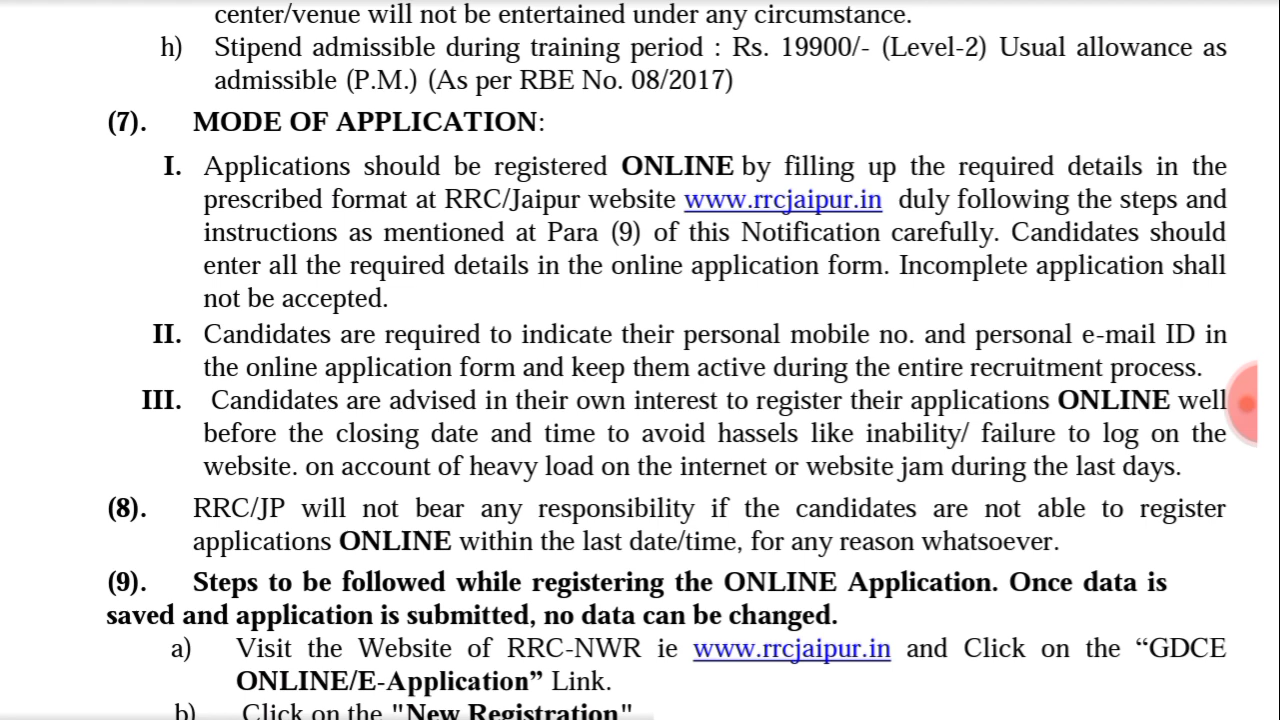 center/venue will not be entertained under any circumstance.
h) Stipend admissible during training period : Rs. 19900/- (Level-2) Usual allowance as
admissible (P.M.) (As per RBE No. 08/2017)
(7). MODE OF APPLICATION:
I. Applications should be registered ONLINE by filling up the required details in the
prescribed format at RRC/Jaipur website www.rrcjaipur.in duly following the steps and
instructions as mentioned at Para (9) of this Notification carefully. Candidates should
enter all the required details in the online application form. Incomplete application shall
not be accepted.
II. Candidates are required to indicate their personal mobile no. and personal e-mail ID in
the online application form and keep them active during the entire recruitment process.
III. Candidates are advised in their own interest to register their applications ONLINE well
before the closing date and time to avoid hassels like inability/ failure to log on the
website. on account of heavy load on the internet or website jam during the last days.
(8). RRC/JP will not bear any responsibility if the candidates are not able to register
applications ONLINE within the last date/time, for any reason whatsoever.
(9). Steps to be followed while registering the ONLINE Application. Once data is
saved and application is submitted, no data can be changed.
a) Visit the Website of RRC-NWR ie www.rrcjaipur.in and Click on the “GDCE
ONLINE/E-Application” Link.
b) Click on the "New Registration"